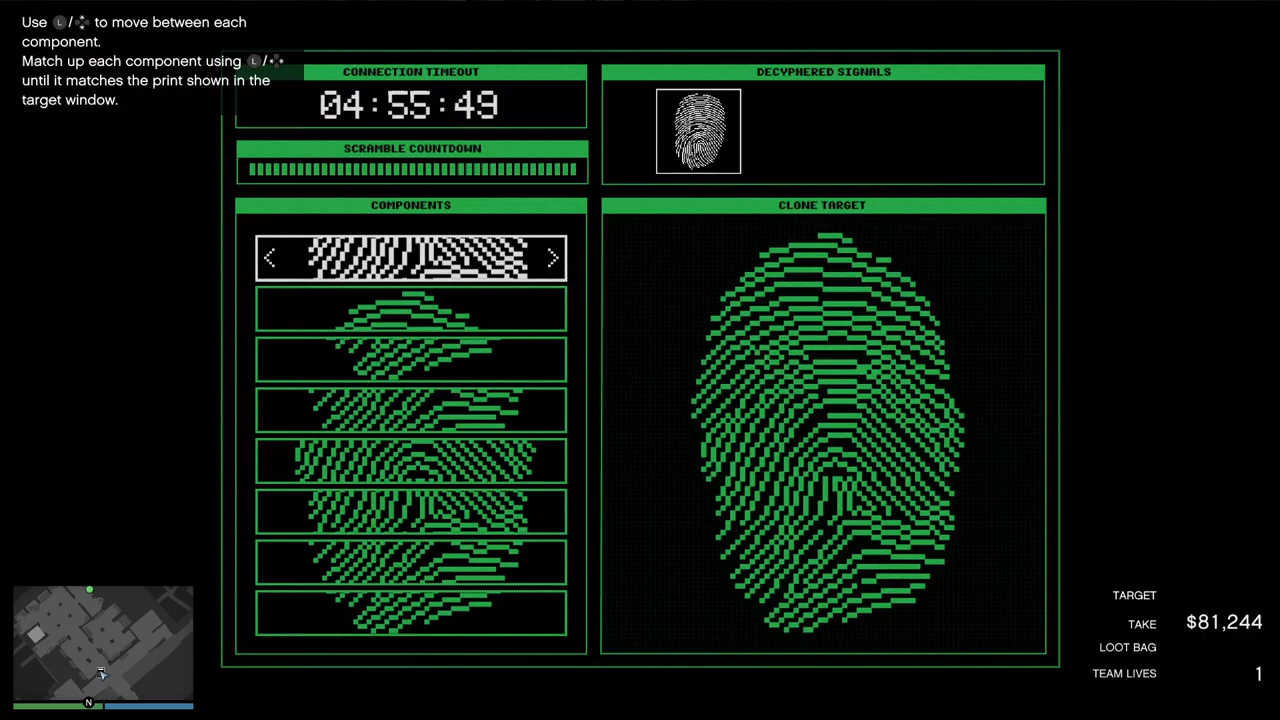 Use L/ to move between each
component.
Match up each component using L/
until it matches the print shown in the
target window.
CONNECTION TIMEOUT
04:55:49
SCRAMBLE COUNTDOWN
DECYPHERED SIGNALS
COMPONENTS
CLONE TARGET
< >
N
TARGET
TAKE $81,244
LOOT BAG
TEAM LIVES 1